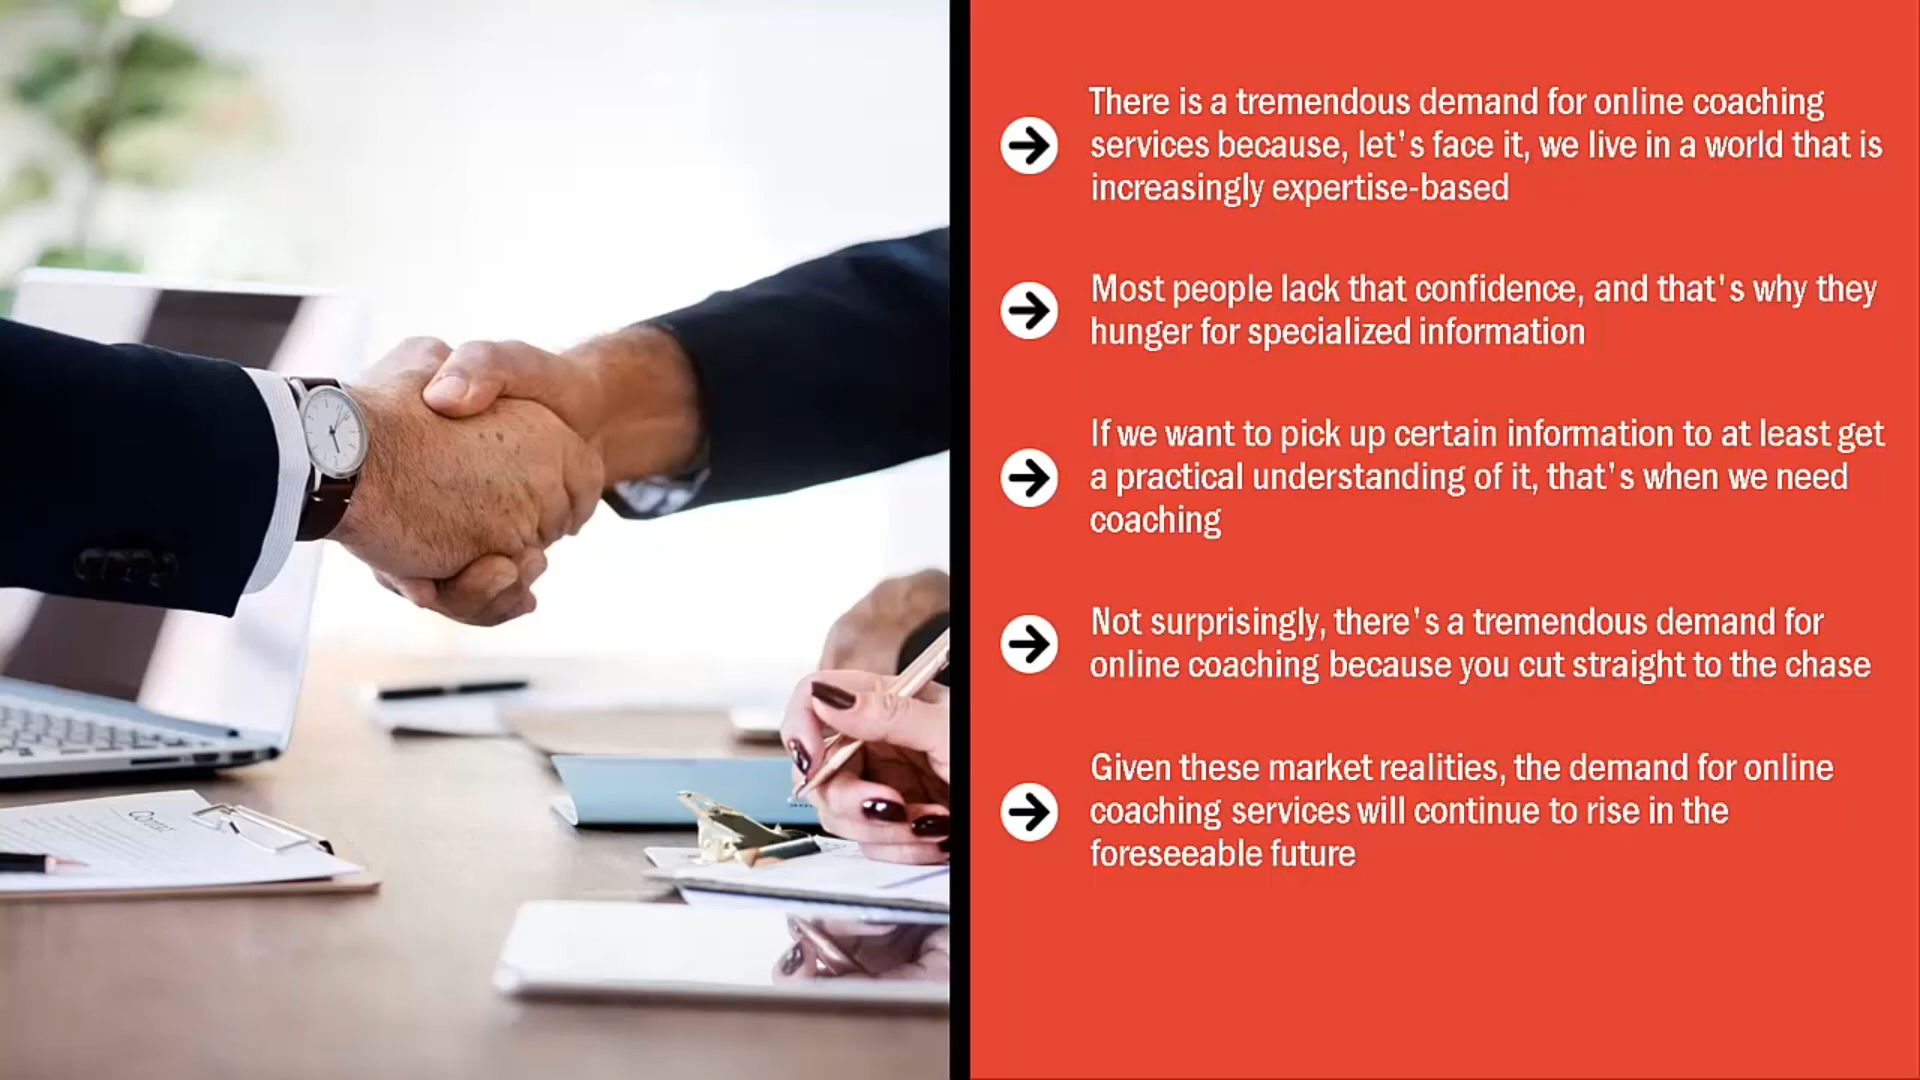 There is a tremendous demand for online coaching
services because, let's face it, we live in a world that is
increasingly expertise-based
Most people lack that confidence, and that's why they
hunger for specialized information
If we want to pick up certain information to at least get
a practical understanding of it, that's when we need
coaching
Not surprisingly, there's a tremendous demand for
online coaching because you cut straight to the chase
Given these market realities, the demand for online
coaching services will continue to rise in the
foreseeable future